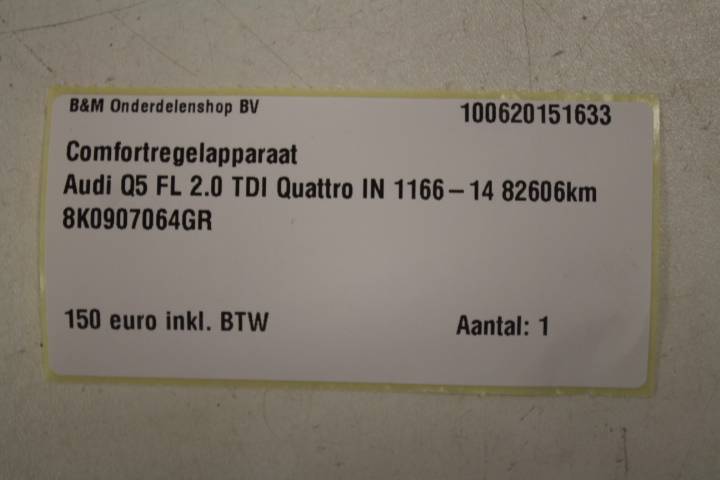 B&M Onderdelenshop BV 100620151633
Comfortregelapparaat
Audi Q5 FL 2.0 TDI Quattro IN 1166-14 82606km
8K0907064GR
150 euro inkl. BTW Aantal: 1